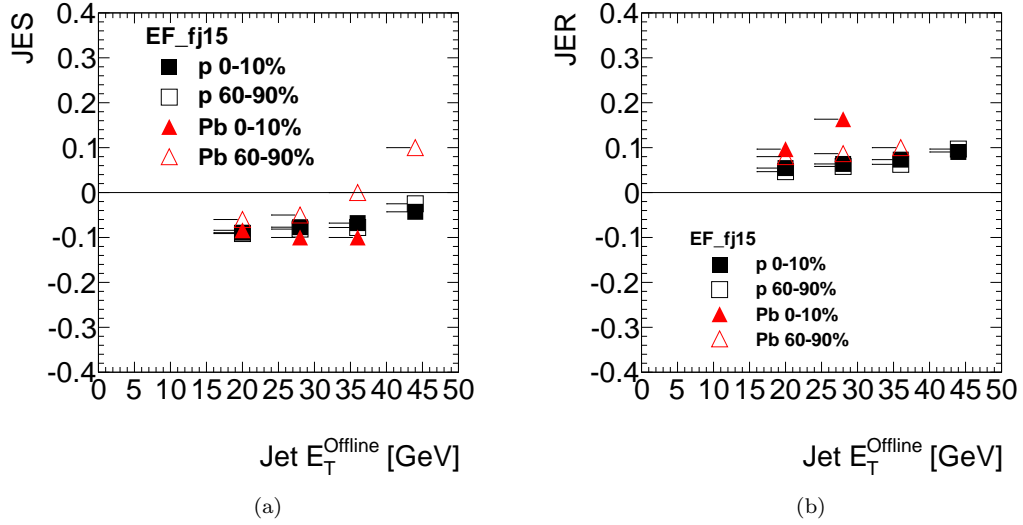 JES
0.4
0.3
0.2
0.1
0
-0.1
-0.2
-0.3
-0.4
EF_fj15
p 0-10%
p 60-90%
Pb 0-10%
Pb 60-90%
0 5 10 15 20 25 30 35 40 45 50
Jet E_T^Offline [GeV]
(a)
JER
0.4
0.3
0.2
0.1
0
-0.1
-0.2
-0.3
-0.4
EF_fj15
p 0-10%
p 60-90%
Pb 0-10%
Pb 60-90%
0 5 10 15 20 25 30 35 40 45 50
Jet E_T^Offline [GeV]
(b)